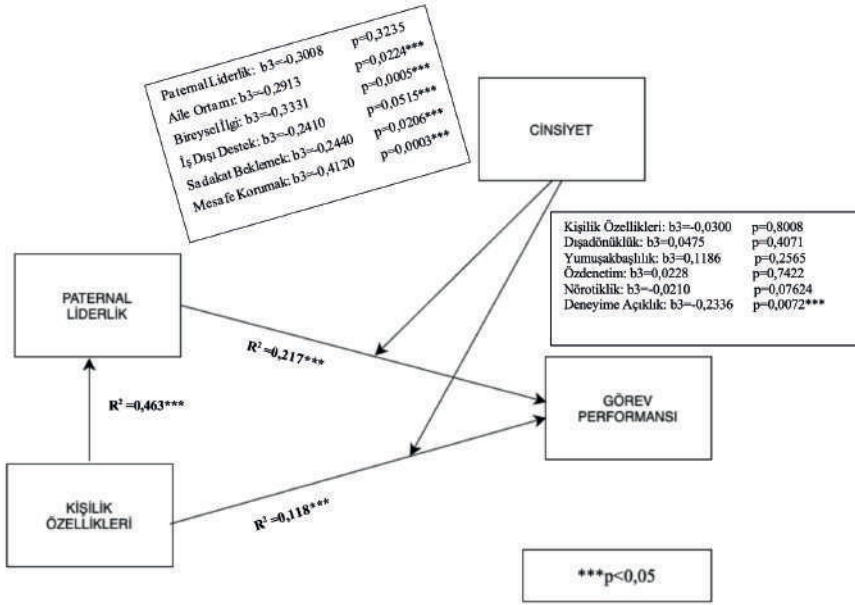 Paternal Liderlik: b3=-0,3008 p=0,3235
Aile Ortamı: b3=-0,2913 p=0,0224***
Bireysel İlgi: b3=-0,3331 p=0,0005***
İş Dışı Destek: b3=-0,2410 p=0,0515***
Sadakat Beklemek: b3=-0,2440 p=0,0206***
Mesafe Korumak: b3=-0,4120 p=0,0003***
CİNSİYET
Kişilik Özellikleri: b3=-0,0300 p=0,8008
Dışadönüklük: b3=0,0475 p=0,4071
Yumuşakbaşlılık: b3=0,1186 p=0,2565
Özdenetim: b3=0,0228 p=0,7422
Nörotiklik: b3=-0,0210 p=0,07624
Deneyime Açıklık: b3=-0,2336 p=0,0072***
PATERNAL
LİDERLİK
R² =0,217***
R² =0,463***
GÖREV
PERFORMANSI
KİŞİLİK
ÖZELLİKLERİ
R² =0,118***
***p<0,05